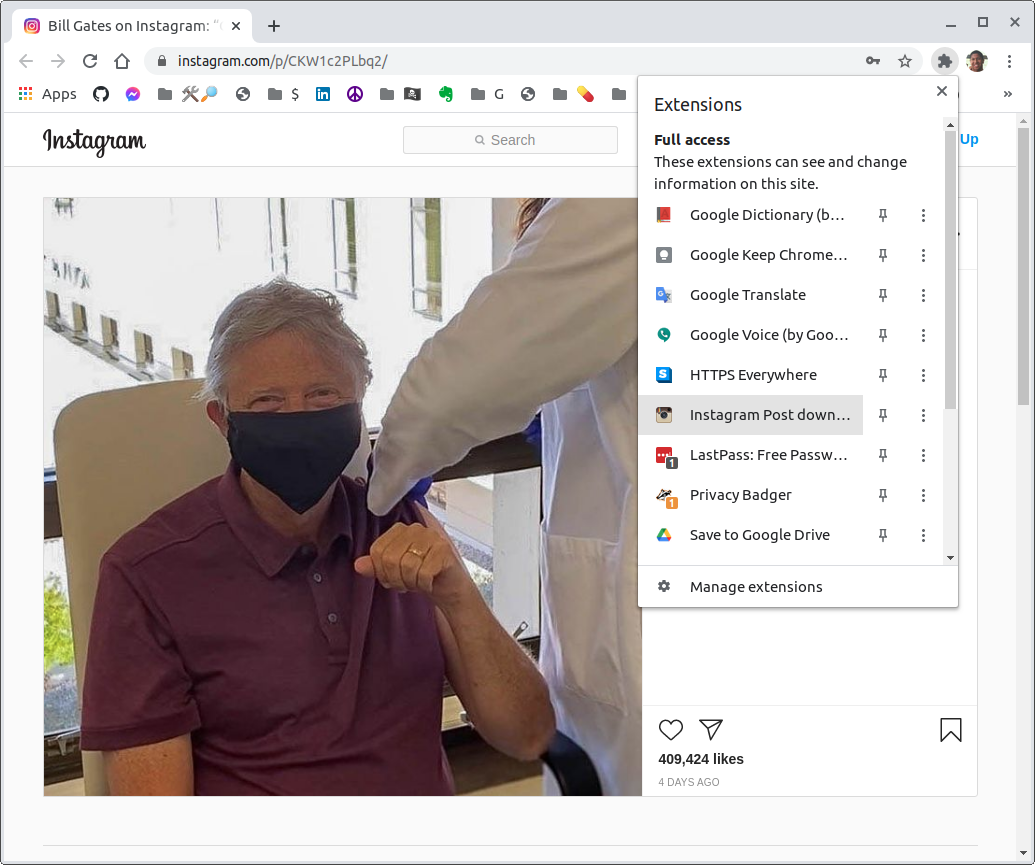 Bill Gates on Instagram: “
instagram.com/p/CKW1c2PLbq2/
Apps
$
G
»
Instagram
Search
Up
Extensions
Full access
These extensions can see and change
information on this site.
Google Dictionary (b…
Google Keep Chrome…
Google Translate
Google Voice (by Goo…
HTTPS Everywhere
Instagram Post down…
LastPass: Free Passw…
1
Privacy Badger
1
Save to Google Drive
Manage extensions
409,424 likes
4 DAYS AGO